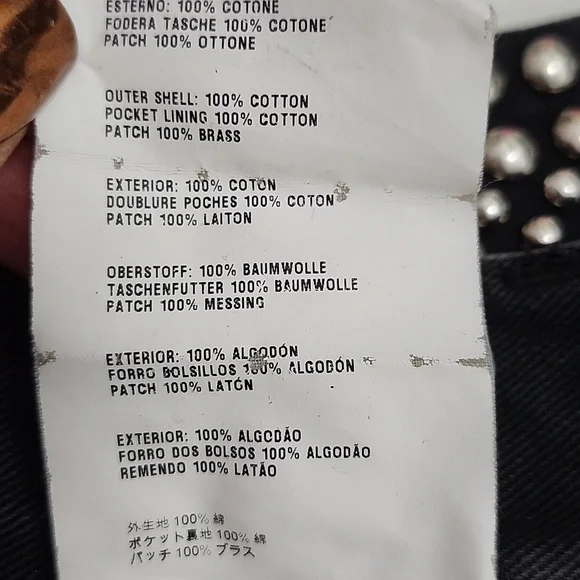 ESTERNO: 100% COTONE
FODERA TASCHE 100% COTONE
PATCH 100% OTTONE
OUTER SHELL: 100% COTTON
POCKET LINING 100% COTTON
PATCH 100% BRASS
EXTERIOR: 100% COTON
DOUBLURE POCHES 100% COTON
PATCH 100% LAITON
OBERSTOFF: 100% BAUMWOLLE
TASCHENFUTTER 100% BAUMWOLLE
PATCH 100% MESSING
EXTERIOR: 100% ALGODÓN
FORRO BOLSILLOS 100% ALGODÓN
PATCH 100% LATÓN
EXTERIOR: 100% ALGODÃO
FORRO DOS BOLSOS 100% ALGODÃO
REMENDO 100% LATÃO
外生地 100% 綿
ポケット裏地 100% 綿
パッチ 100% ブラス